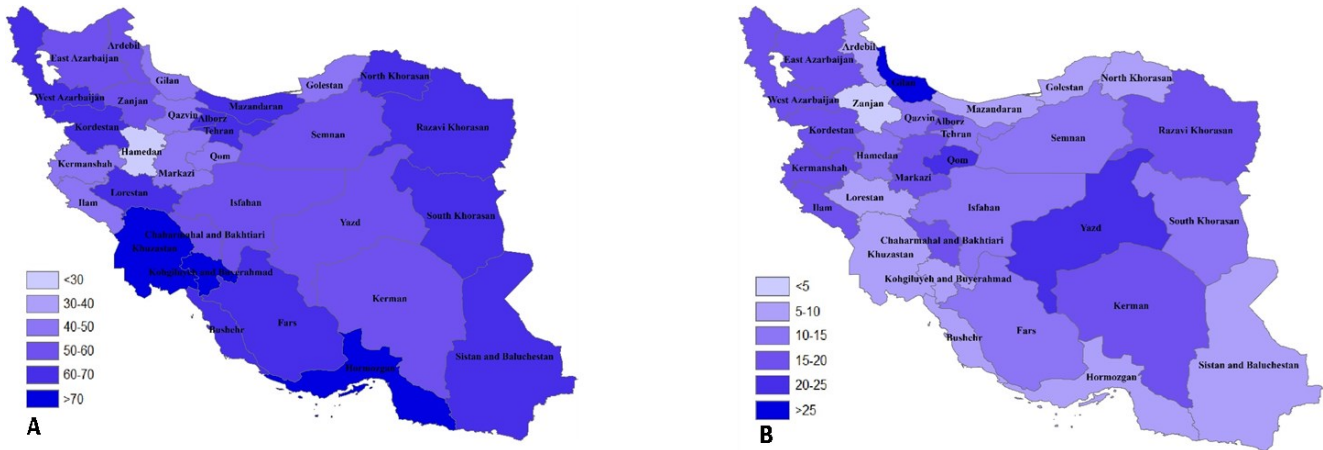 Ardebil
East Azarbaijan
Gilan
North Khorasan
Golestan
West Azarbaijan
Zanjan
Mazandaran
Qazvin
Alborz
Tehran
Kordestan
Semnan
Razavi Khorasan
Hamedan
Qom
Kermanshah
Markazi
Lorestan
Ilam
Isfahan
South Khorasan
Yazd
Chaharmahal and Bakhtiari
Khuzastan
Kohgiluyeh and Buyerahmad
Kerman
Fars
Bushehr
Sistan and Baluchestan
Hormozgan
<30
30-40
40-50
50-60
60-70
>70
A
Ardebil
East Azarbaijan
North Khorasan
Gilan
Golestan
West Azarbaijan
Zanjan
Mazandaran
Qazvin
Alborz
Tehran
Kordestan
Semnan
Razavi Khorasan
Hamedan
Qom
Kermanshah
Markazi
Lorestan
Ilam
Isfahan
South Khorasan
Yazd
Chaharmahal and Bakhtiari
Khuzastan
Kohgiluyeh and Buyerahmad
Kerman
Fars
Bushehr
Sistan and Baluchestan
Hormozgan
<5
5-10
10-15
15-20
20-25
>25
B